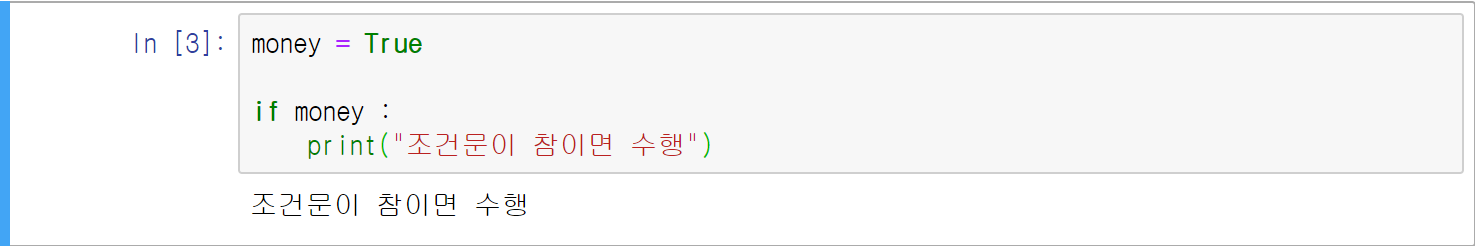 In [3]: money = True
if money :
print("조건문이 참이면 수행")
조건문이 참이면 수행